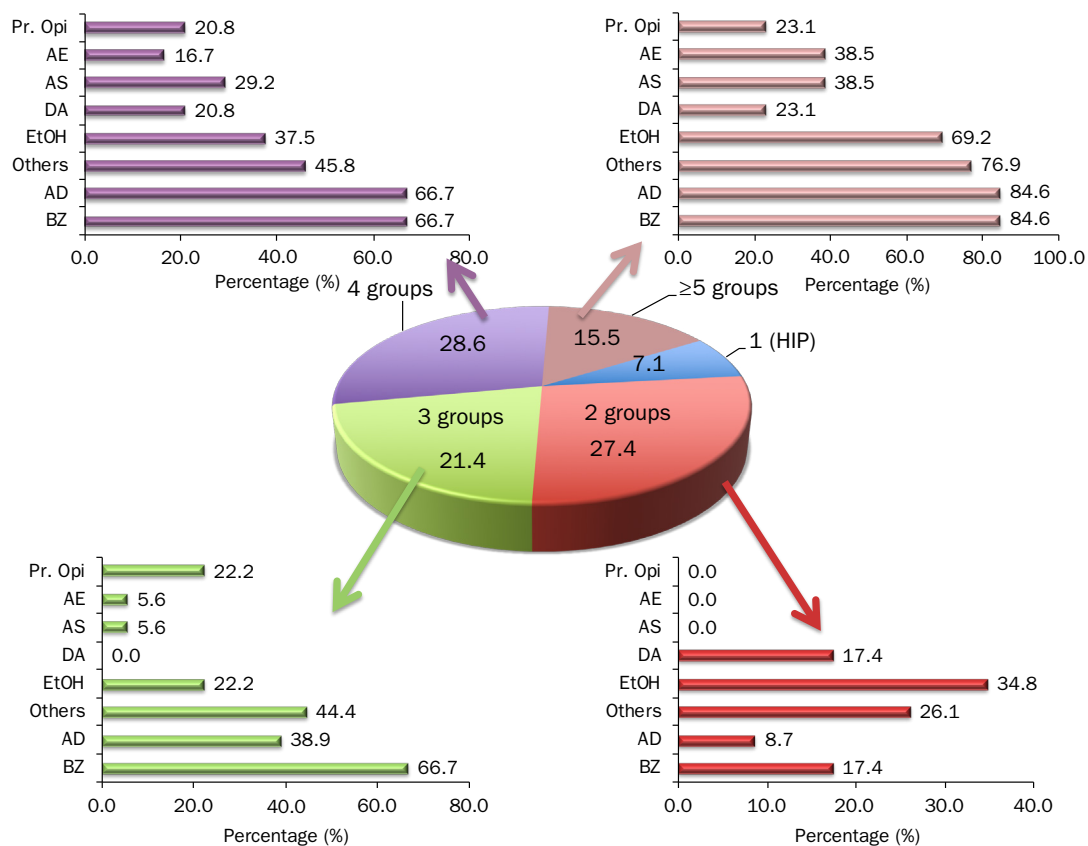 Pr. Opi 20.8
AE 16.7
AS 29.2
DA 20.8
EtOH 37.5
Others 45.8
AD 66.7
BZ 66.7
0.0 20.0 40.0 60.0 80.0
Percentage (%)
Pr. Opi 23.1
AE 38.5
AS 38.5
DA 23.1
EtOH 69.2
Others 76.9
AD 84.6
BZ 84.6
0.0 20.0 40.0 60.0 80.0 100.0
Percentage (%)
4 groups
28.6
≥5 groups
15.5
1 (HIP)
7.1
3 groups
21.4
2 groups
27.4
Pr. Opi 22.2
AE 5.6
AS 5.6
DA 0.0
EtOH 22.2
Others 44.4
AD 38.9
BZ 66.7
0.0 20.0 40.0 60.0 80.0
Percentage (%)
Pr. Opi 0.0
AE 0.0
AS 0.0
DA 17.4
EtOH 34.8
Others 26.1
AD 8.7
BZ 17.4
0.0 10.0 20.0 30.0 40.0
Percentage (%)